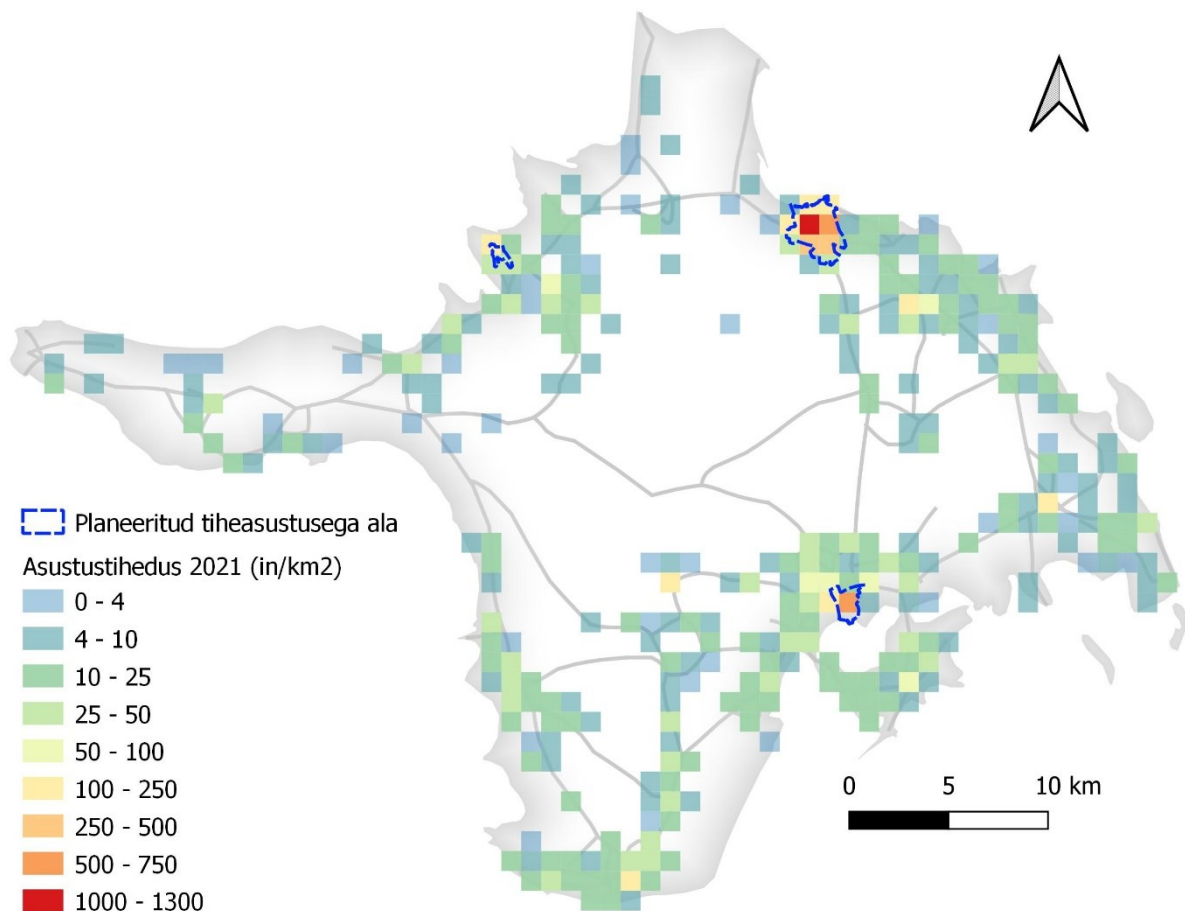 Planeeritud tiheasustusega ala
Asustustihedus 2021 (in/km2)
0 - 4
4 - 10
10 - 25
25 - 50
50 - 100
100 - 250
250 - 500
500 - 750
1000 - 1300
0 5 10 km